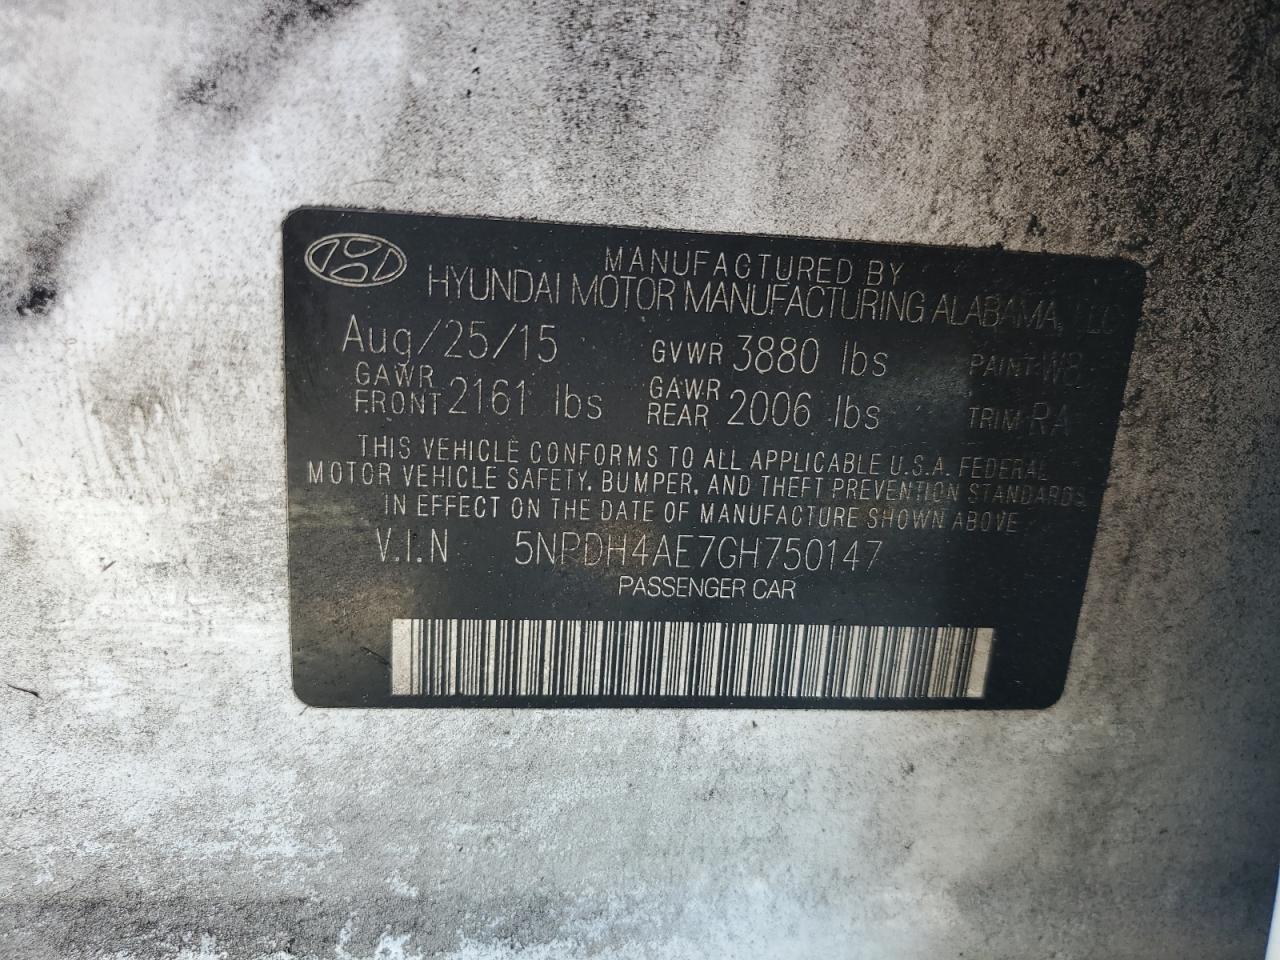 MANUFACTURED BY
HYUNDAI MOTOR MANUFACTURING ALABAMA, LLC
Aug/25/15 GVWR 3880 lbs PAINT:W8
GAWR FRONT 2161 lbs GAWR REAR 2006 lbs TRIM:RA
THIS VEHICLE CONFORMS TO ALL APPLICABLE U.S.A. FEDERAL
MOTOR VEHICLE SAFETY, BUMPER, AND THEFT PREVENTION STANDARDS
IN EFFECT ON THE DATE OF MANUFACTURE SHOWN ABOVE
V.I.N 5NPDH4AE7GH750147
PASSENGER CAR